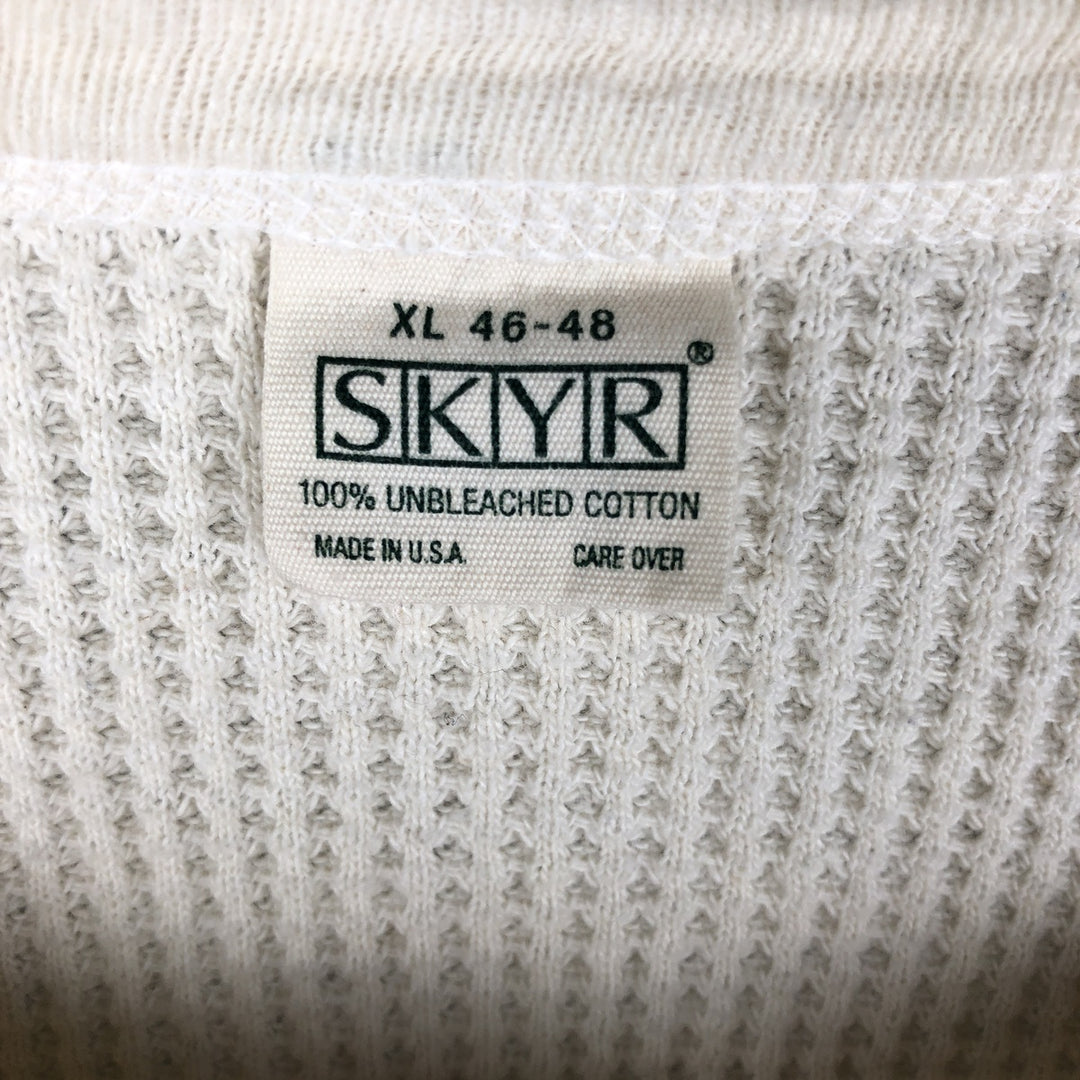 XL 46-48
SKYR®
100% UNBLEACHED COTTON
MADE IN U.S.A. CARE OVER